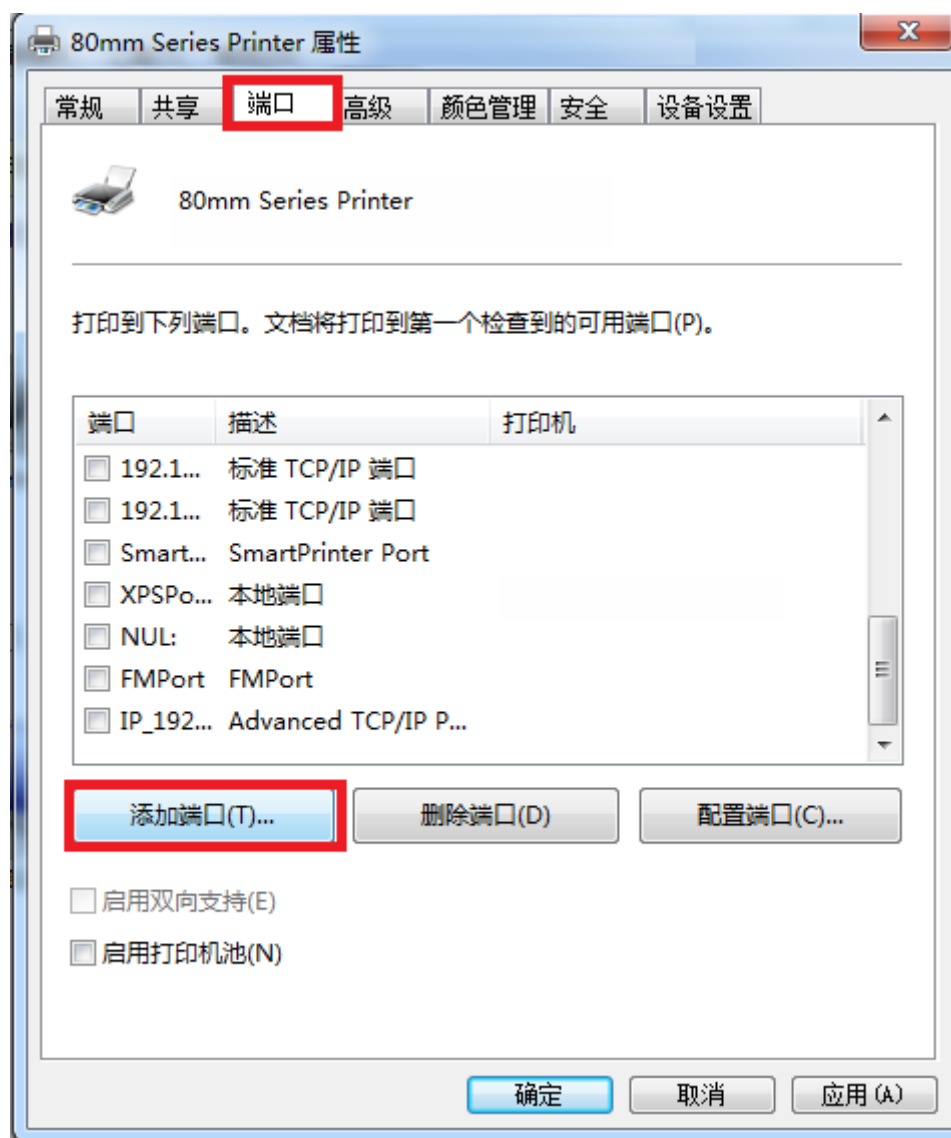 80mm Series Printer 属性
常规 共享 端口 高级 颜色管理 安全 设备设置
80mm Series Printer
打印到下列端口。文档将打印到第一个检查到的可用端口(P)。
端口 描述 打印机
192.1... 标准 TCP/IP 端口
192.1... 标准 TCP/IP 端口
Smart... SmartPrinter Port
XPSPo... 本地端口
NUL: 本地端口
FMPort FMPort
IP_192... Advanced TCP/IP P...
添加端口(T)... 删除端口(D) 配置端口(C)...
启用双向支持(E)
启用打印机池(N)
确定 取消 应用(A)